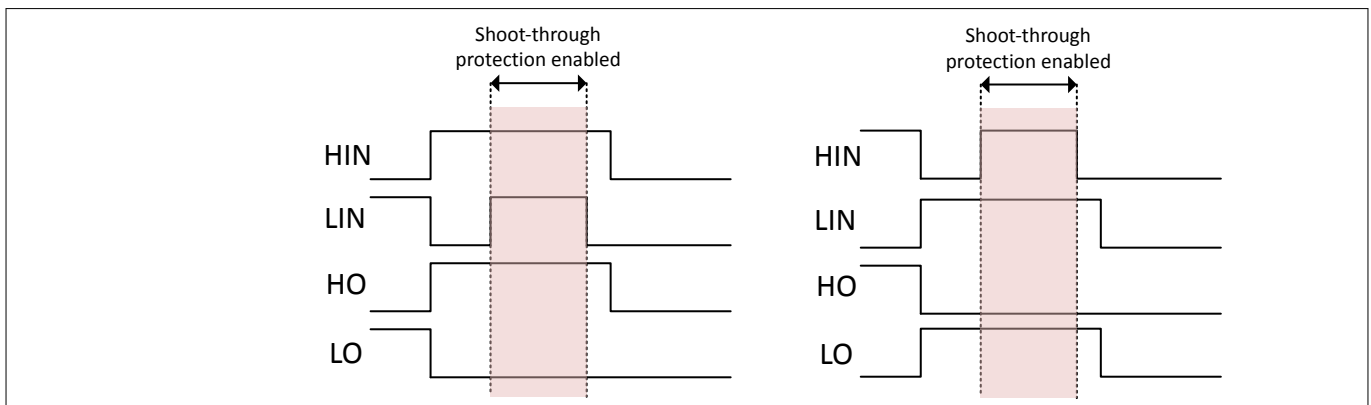 Shoot-through
protection enabled
HIN
LIN
HO
LO
Shoot-through
protection enabled
HIN
LIN
HO
LO